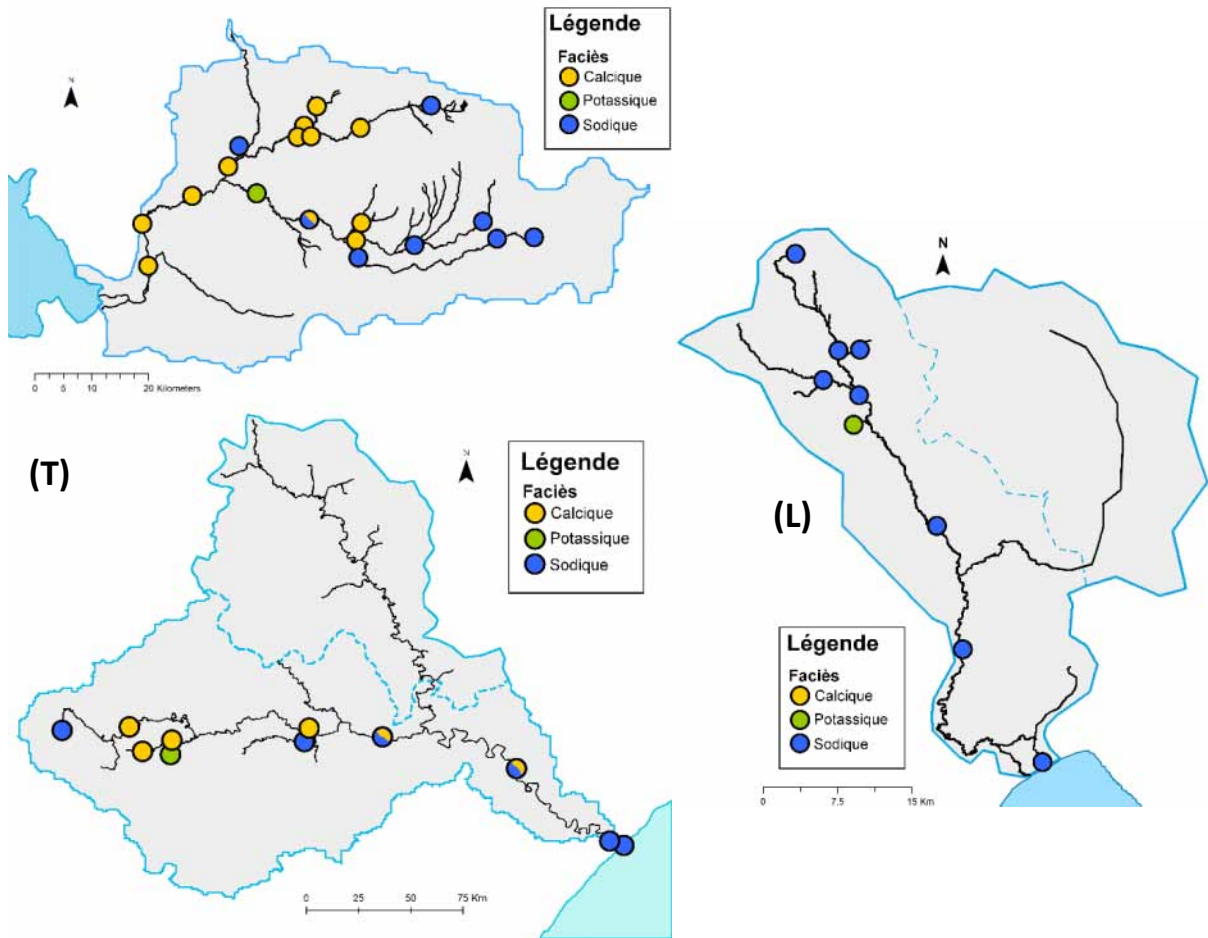 Légende
Faciès
Calcique
Potassique
Sodique
N
0 5 10 20 Kilometers
(T)
N
Légende
Faciès
Calcique
Potassique
Sodique
0 25 50 75 Km
N
(L)
Légende
Faciès
Calcique
Potassique
Sodique
0 7,5 15 Km